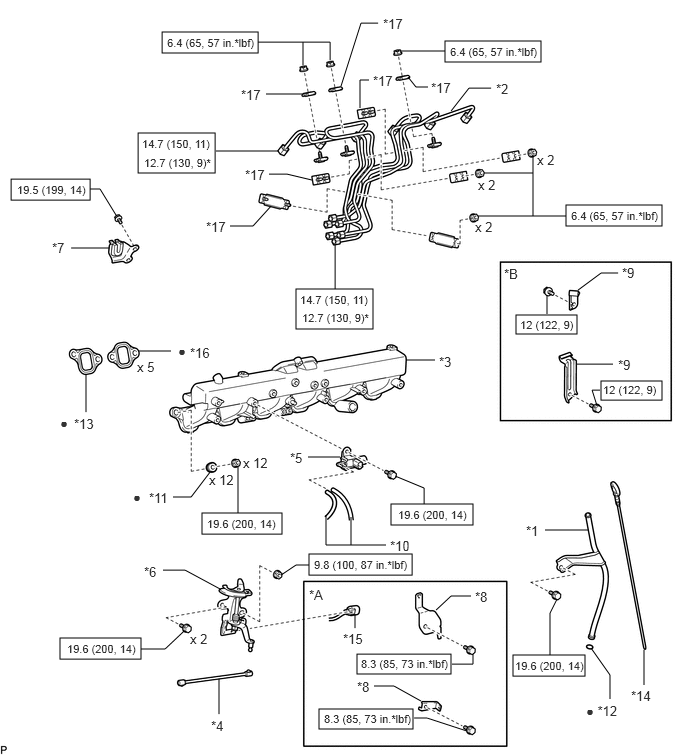 *17
6.4 (65, 57 in.*lbf)
6.4 (65, 57 in.*lbf)
*17
*17
*17
*2
14.7 (150, 11)
12.7 (130, 9)*
x 2
*17
x 2
19.5 (199, 14)
*17
x 2
6.4 (65, 57 in.*lbf)
*7
*B
*9
14.7 (150, 11)
12.7 (130, 9)*
12 (122, 9)
*16
x 5
*3
*9
12 (122, 9)
*13
*5
x 12
x 12
*11
19.6 (200, 14)
19.6 (200, 14)
*1
*10
9.8 (100, 87 in.*lbf)
*6
*A
*8
x 2
*15
19.6 (200, 14)
8.3 (85, 73 in.*lbf)
19.6 (200, 14)
*8
*14
*12
8.3 (85, 73 in.*lbf)
*4
P